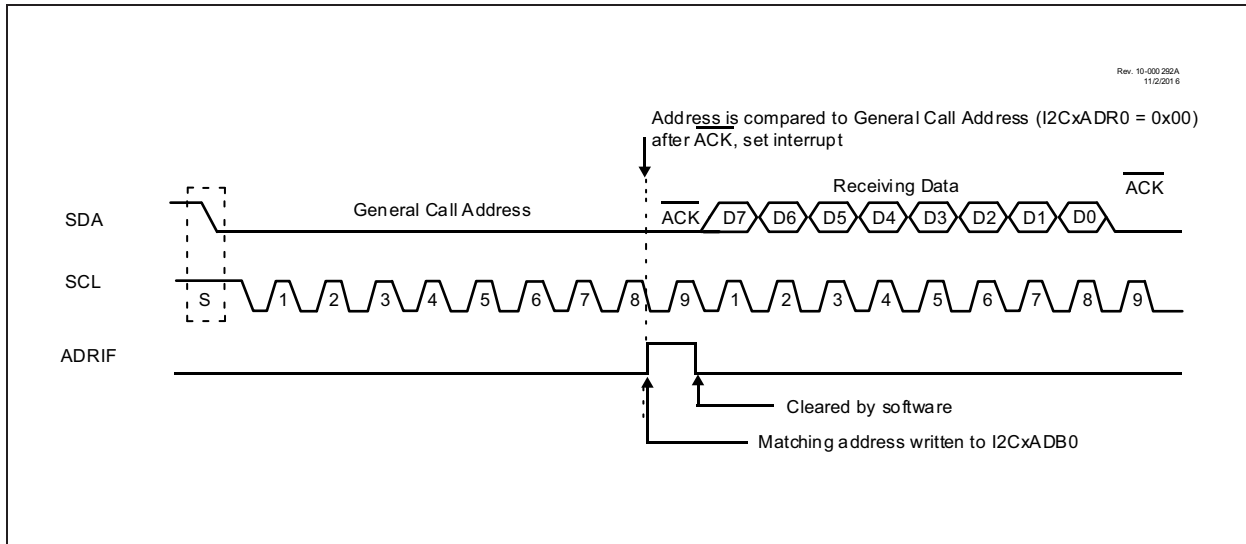 Rev. 10-000 292A
11/2/2016
Address is compared to General Call Address (I2CxADR0 = 0x00)
after ACK, set interrupt
Receiving Data
ACK
General Call Address
SDA
ACK D7 D6 D5 D4 D3 D2 D1 D0
SCL
S 1 2 3 4 5 6 7 8 9 1 2 3 4 5 6 7 8 9
ADRIF
Cleared by software
Matching address written to I2CxADB0